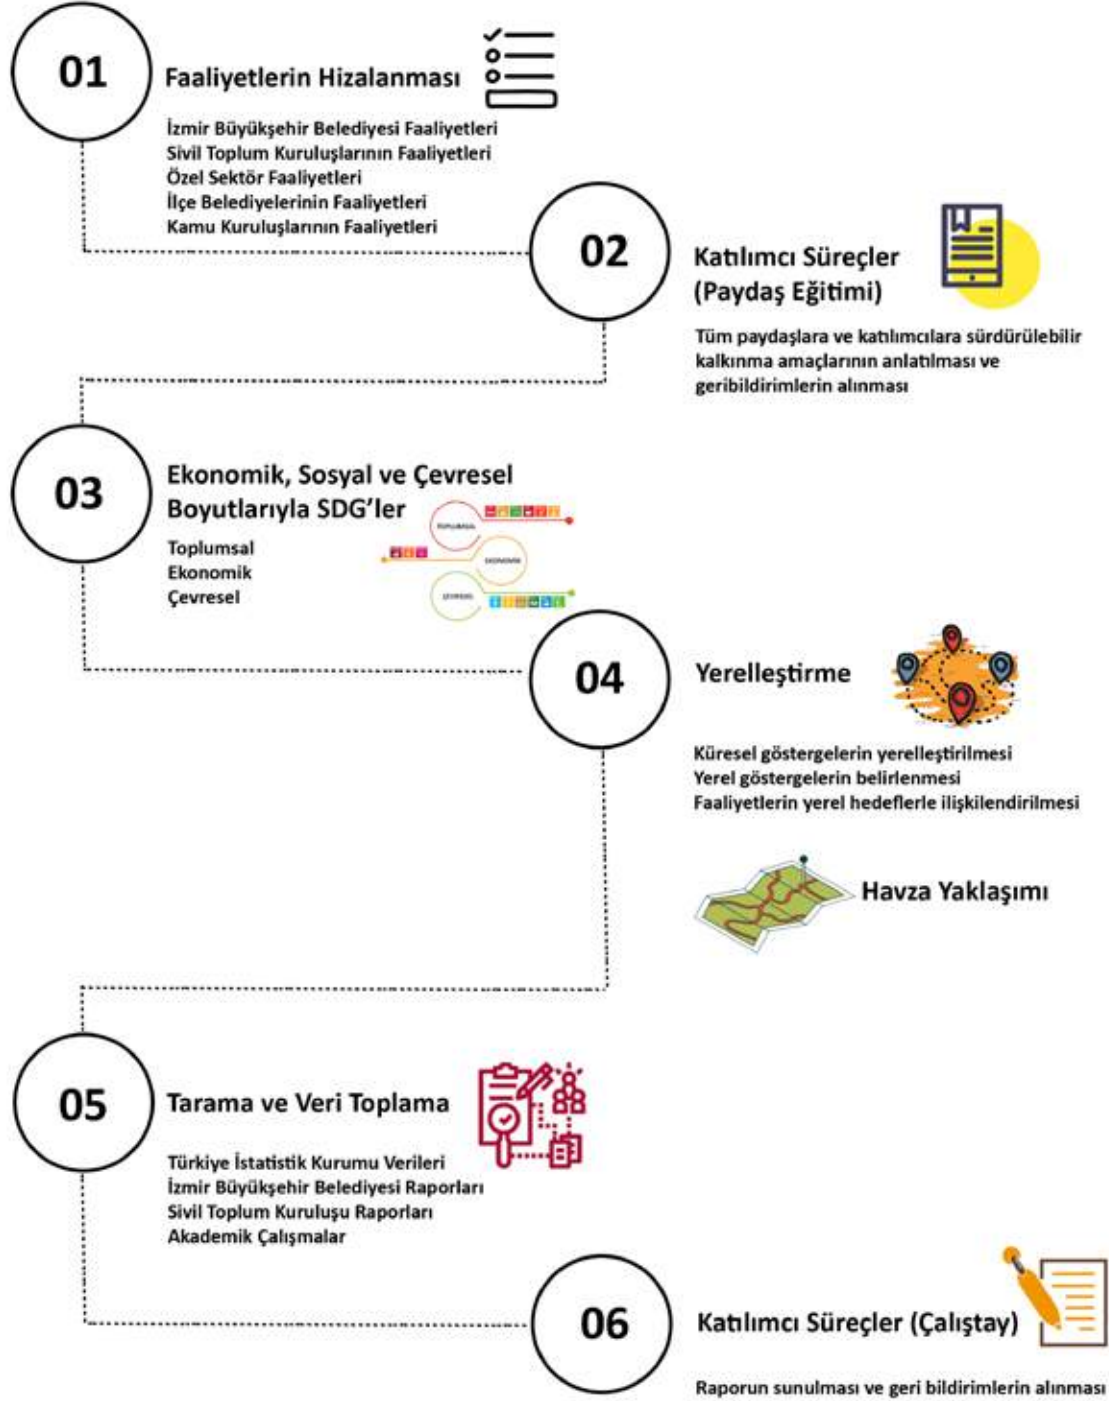 01
Faaliyetlerin Hizalanması
İzmir Büyükşehir Belediyesi Faaliyetleri
Sivil Toplum Kuruluşlarının Faaliyetleri
Özel Sektör Faaliyetleri
İlçe Belediyelerinin Faaliyetleri
Kamu Kuruluşlarının Faaliyetleri
02
Katılımcı Süreçler
(Paydaş Eğitimi)
Tüm paydaşlara ve katılımcılara sürdürülebilir
kalkınma amaçlarının anlatılması ve
geribildirimlerin alınması
03
Ekonomik, Sosyal ve Çevresel
Boyutlarıyla SDG'ler
Toplumsal
Ekonomik
Çevresel
TOPLUMSAL
EKONOMİK
ÇEVRESEL
04
Yerelleştirme
Küresel göstergelerin yerelleştirilmesi
Yerel göstergelerin belirlenmesi
Faaliyetlerin yerel hedeflerle ilişkilendirilmesi
Havza Yaklaşımı
05
Tarama ve Veri Toplama
Türkiye İstatistik Kurumu Verileri
İzmir Büyükşehir Belediyesi Raporları
Sivil Toplum Kuruluşu Raporları
Akademik Çalışmalar
06
Katılımcı Süreçler (Çalıştay)
Raporun sunulması ve geri bildirimlerin alınması